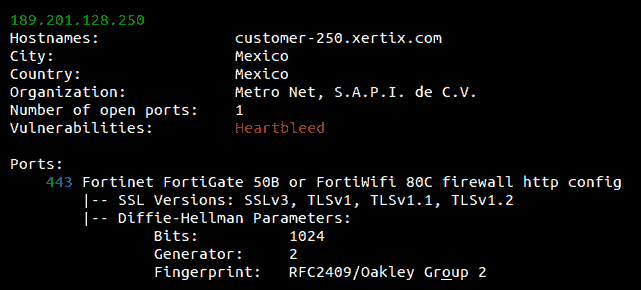 189.201.128.250
Hostnames: customer-250.xertix.com
City: Mexico
Country: Mexico
Organization: Metro Net, S.A.P.I. de C.V.
Number of open ports: 1
Vulnerabilities: Heartbleed
Ports:
443 Fortinet FortiGate 50B or FortiWifi 80C firewall http config
|-- SSL Versions: SSLv3, TLSv1, TLSv1.1, TLSv1.2
|-- Diffie-Hellman Parameters:
Bits: 1024
Generator: 2
Fingerprint: RFC2409/Oakley Group 2